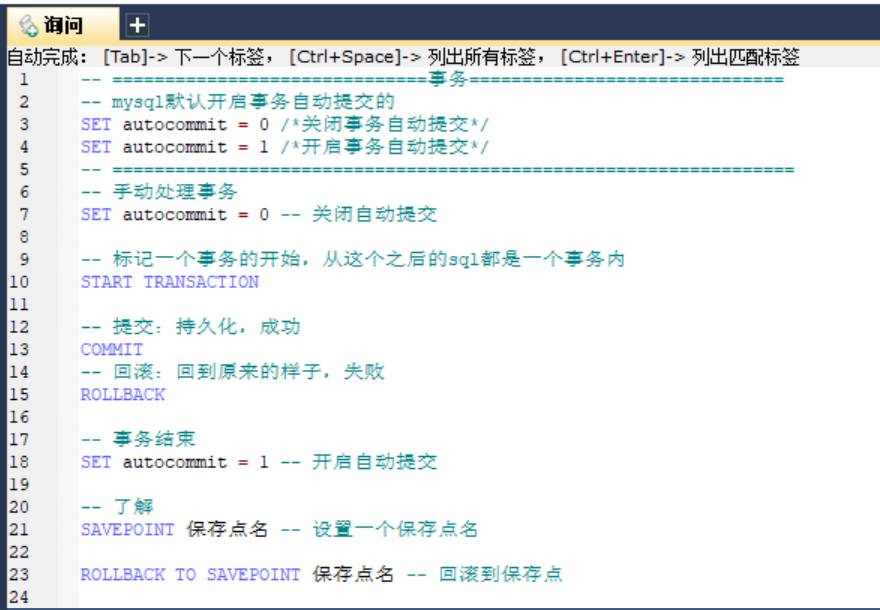 询问
自动完成： [Tab]-> 下一个标签， [Ctrl+Space]-> 列出所有标签， [Ctrl+Enter]-> 列出匹配标签
1 -- ==============================事务==============================
2 -- mysql默认开启事务自动提交的
3 SET autocommit = 0 /*关闭事务自动提交*/
4 SET autocommit = 1 /*开启事务自动提交*/
5 -- =================================================================
6 -- 手动处理事务
7 SET autocommit = 0 -- 关闭自动提交
8
9 -- 标记一个事务的开始，从这个之后的sql都是一个事务内
10 START TRANSACTION
11
12 -- 提交：持久化，成功
13 COMMIT
14 -- 回滚：回到原来的样子，失败
15 ROLLBACK
16
17 -- 事务结束
18 SET autocommit = 1 -- 开启自动提交
19
20 -- 了解
21 SAVEPOINT 保存点名 -- 设置一个保存点名
22
23 ROLLBACK TO SAVEPOINT 保存点名 -- 回滚到保存点
24